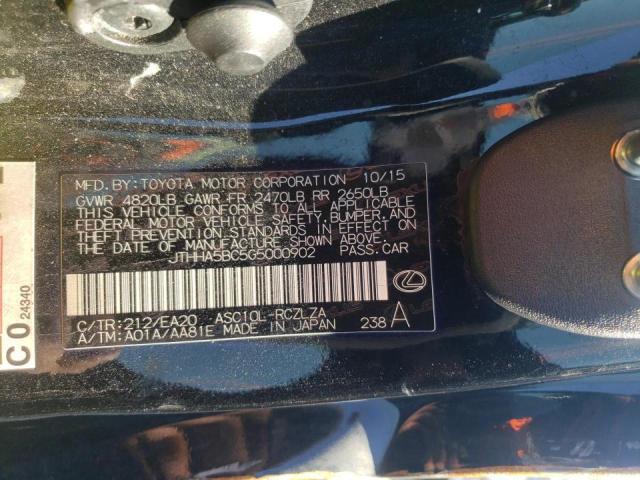 MFD. BY: TOYOTA MOTOR CORPORATION 10/15
GVWR 4820LB GAWR FR 2470LB RR 2650LB
THIS VEHICLE CONFORMS TO ALL APPLICABLE
FEDERAL MOTOR VEHICLE SAFETY, BUMPER, AND
THEFT PREVENTION STANDARDS IN EFFECT ON
THE DATE OF MANUFACTURE SHOWN ABOVE.
JTHHA5BC5G5000902 PASS. CAR
C/TR: 212/EA20 ASC10L-RCZLZA
A/TM: A01A/AA81E MADE IN JAPAN 238 A
C0 24340